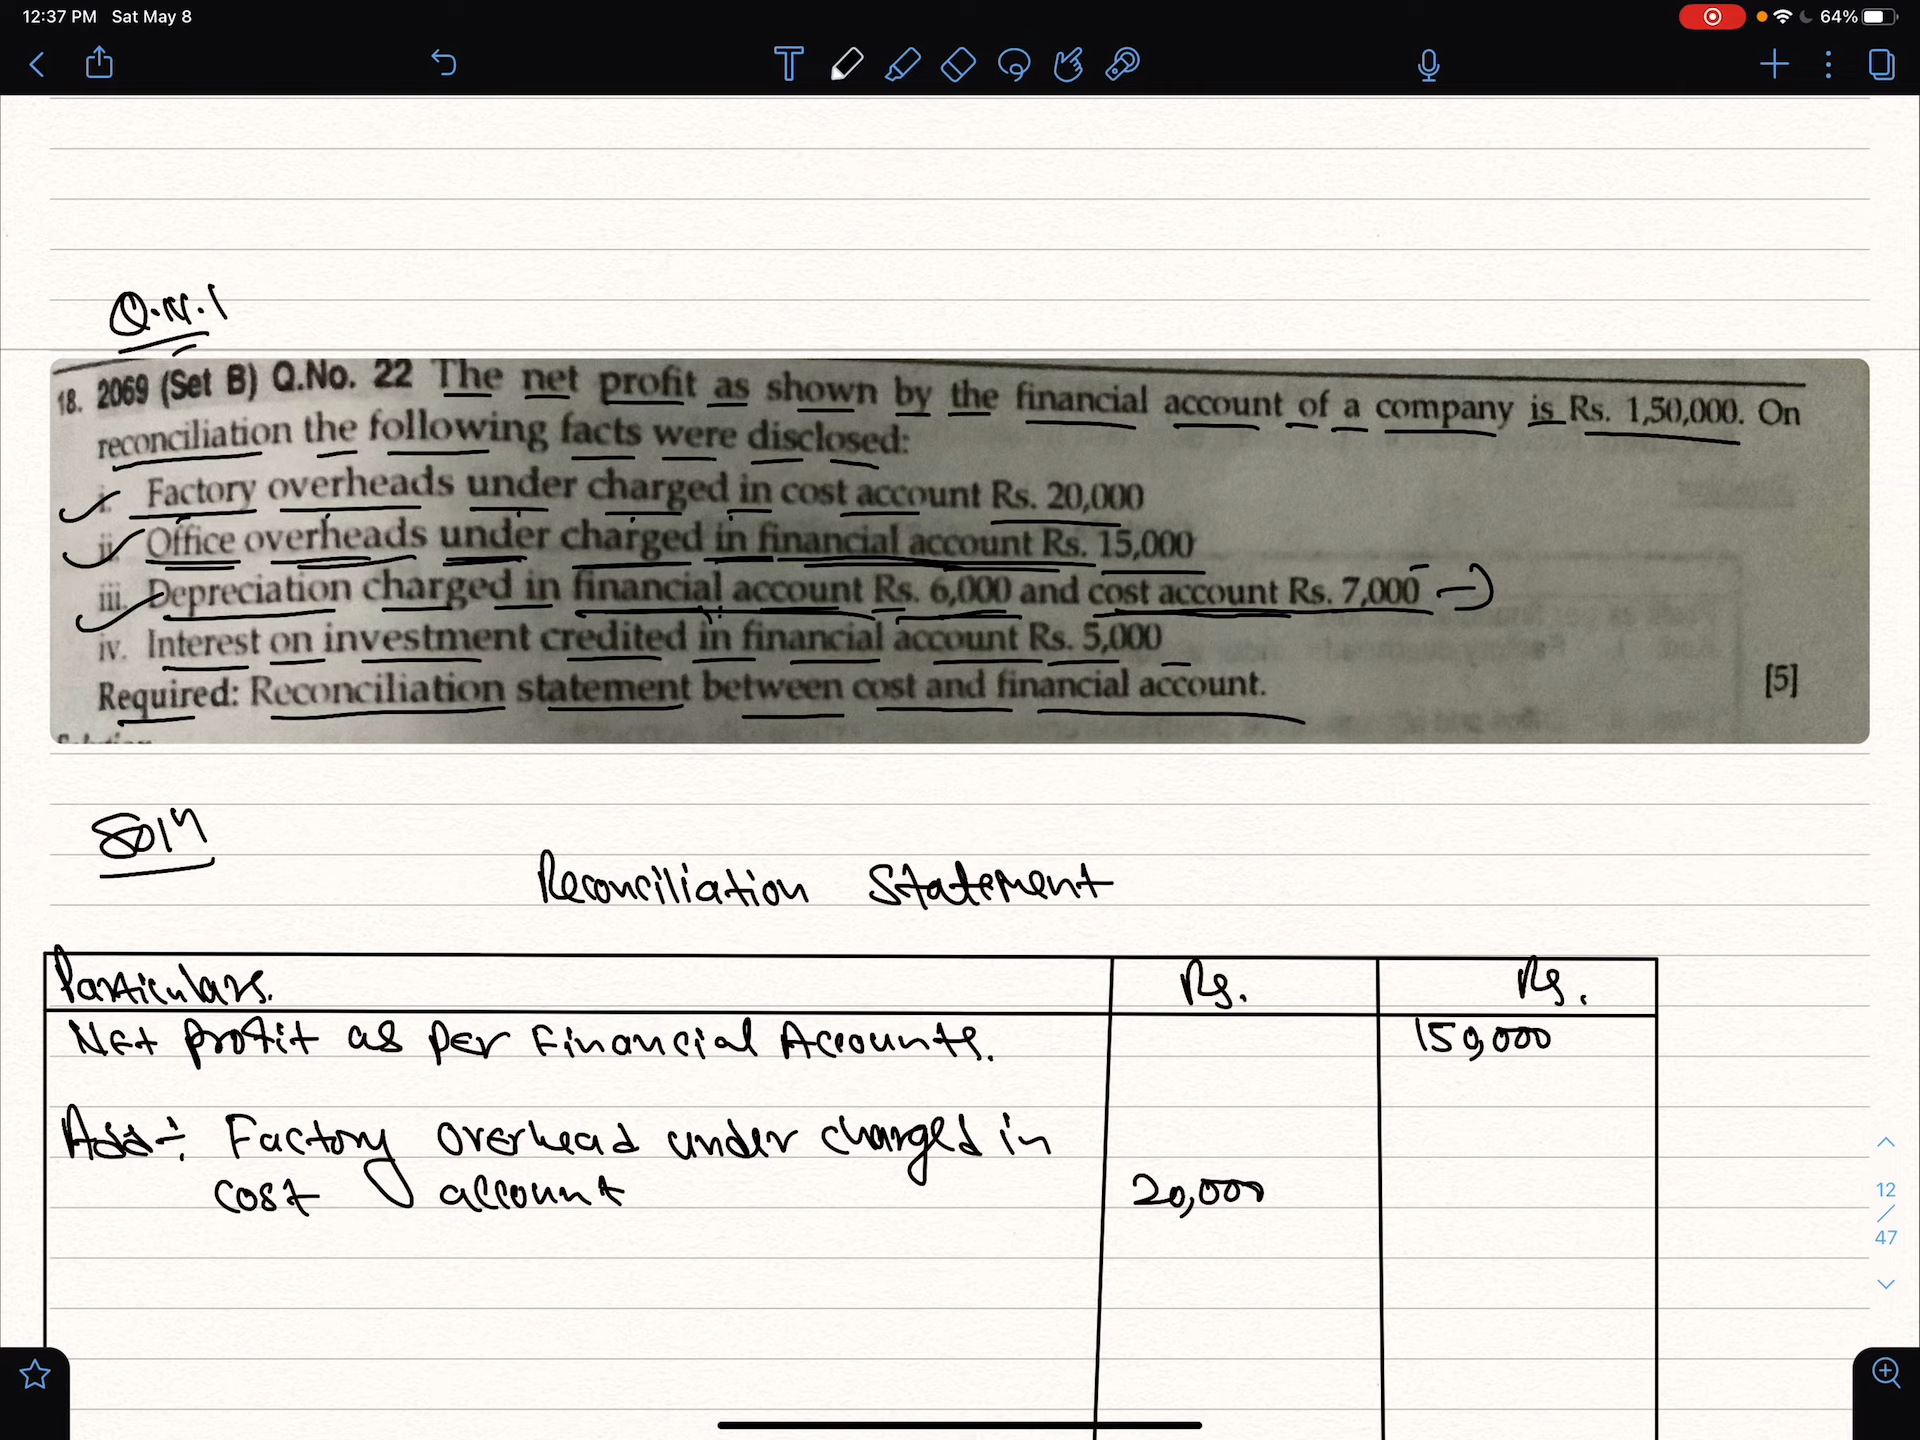 12:37 PM Sat May 8
64%
Q.N.1
18. 2069 (Set B) Q.No. 22 The net profit as shown by the financial account of a company is Rs. 1,50,000. On
reconciliation the following facts were disclosed:
i. Factory overheads under charged in cost account Rs. 20,000
ii. Office overheads under charged in financial account Rs. 15,000
iii. Depreciation charged in financial account Rs. 6,000 and cost account Rs. 7,000
iv. Interest on investment credited in financial account Rs. 5,000
Required: Reconciliation statement between cost and financial account. [5]
Soln
Reconciliation Statement
Particulars. Rs. Rs.
Net profit as per Financial Accounts. 150,000
Add:- Factory overhead under charged in
cost account 20,000
12
/
47